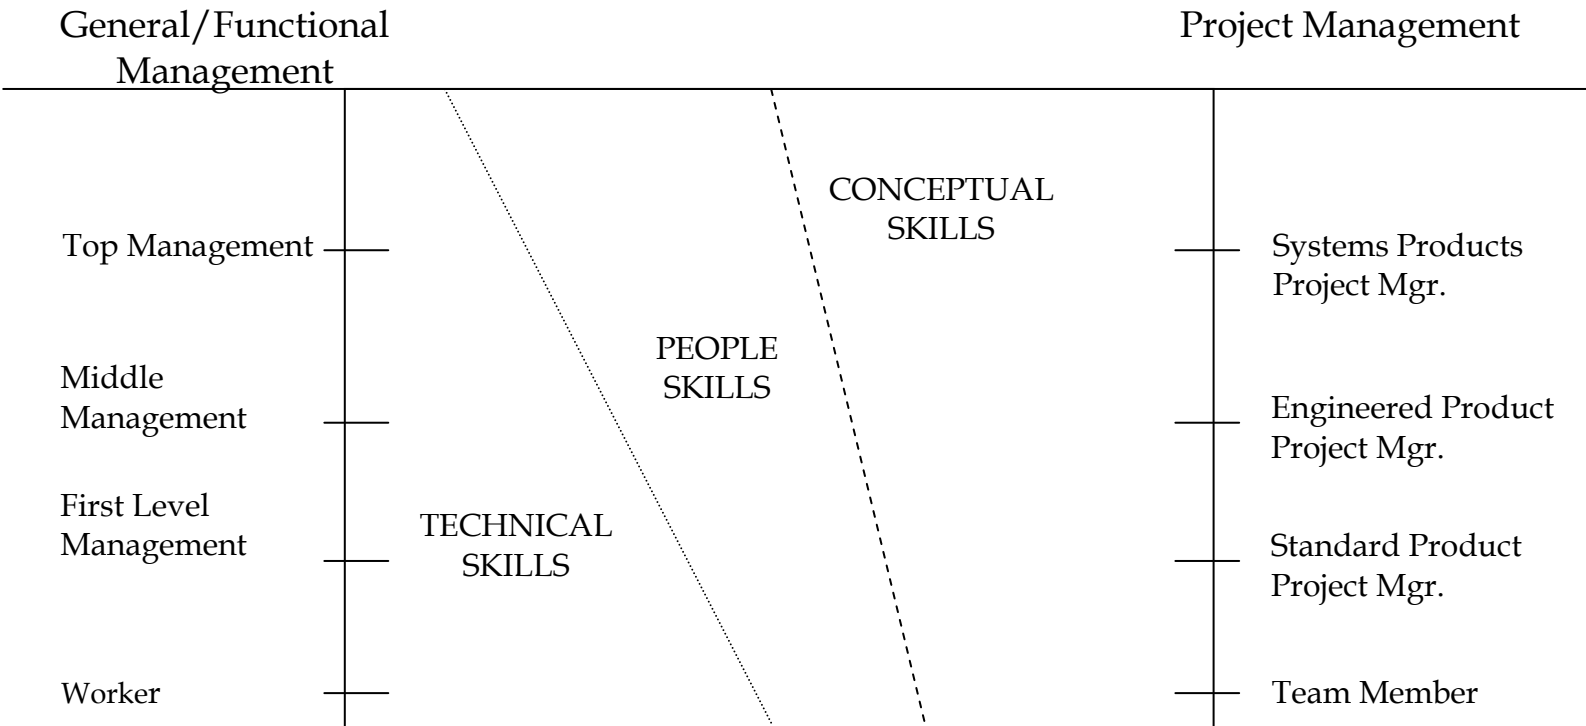 General/Functional
Management
Project Management
CONCEPTUAL
SKILLS
Top Management
Systems Products
Project Mgr.
PEOPLE
SKILLS
Middle
Management
Engineered Product
Project Mgr.
First Level
Management
TECHNICAL
SKILLS
Standard Product
Project Mgr.
Worker
Team Member